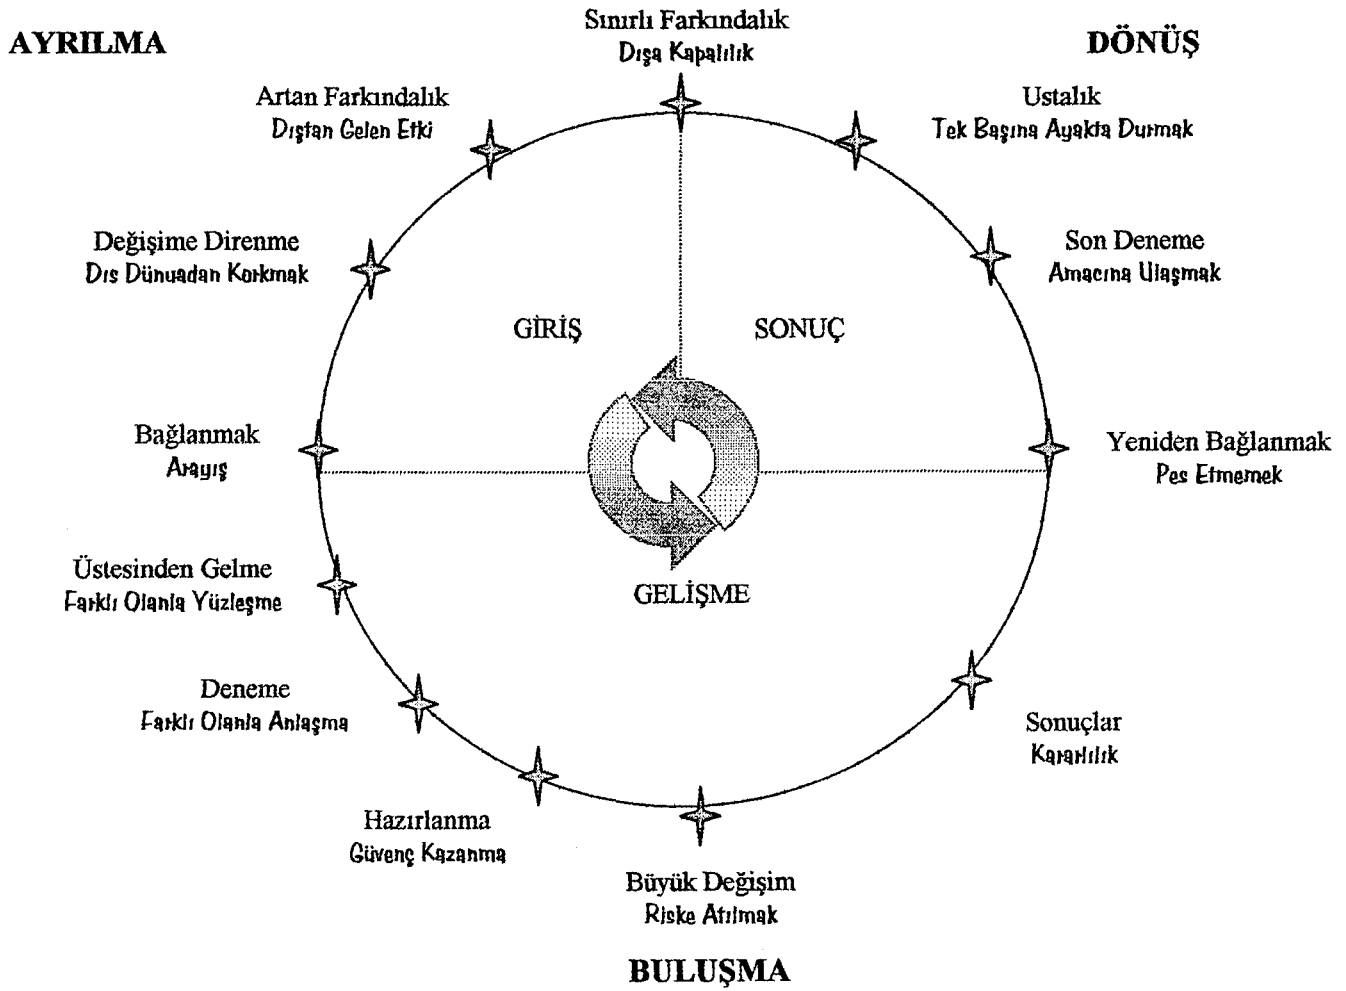 AYRILMA
DÖNÜŞ
Sınırlı Farkındalık
Dışa Kapalılık
Artan Farkındalık
Dıştan Gelen Etki
Değişime Direnme
Dıs Dünuadan Korkmak
Bağlanmak
Arayış
Üstesinden Gelme
Farklı Olanla Yüzleşme
Deneme
Farklı Olanla Anlaşma
Hazırlanma
Güvenç Kazanma
Büyük Değişim
Riske Atılmak
Sonuçlar
Kararlılık
Yeniden Bağlanmak
Pes Etmemek
Son Deneme
Amacına Ulaşmak
Ustalık
Tek Başına Ayakta Durmak
GİRİŞ
SONUÇ
GELİŞME
BULUŞMA